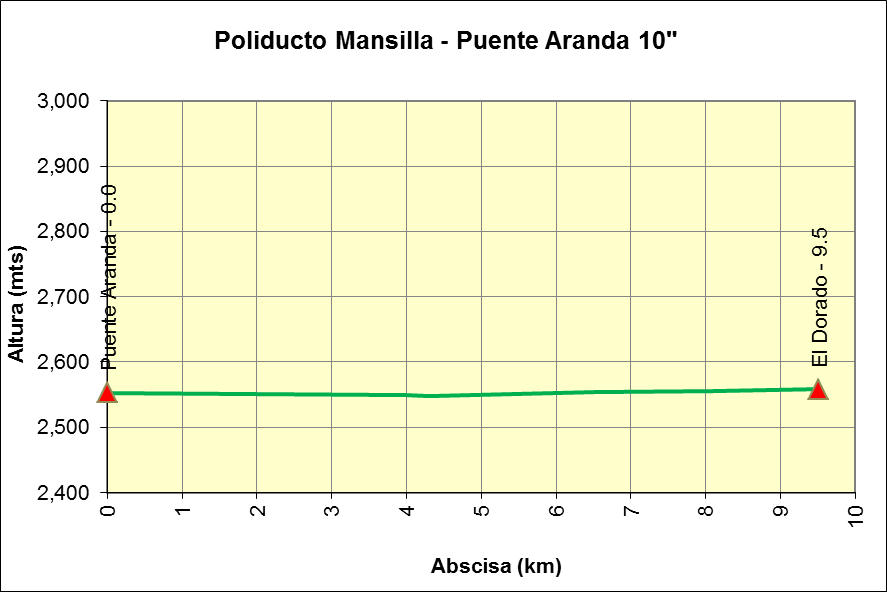 Poliducto Mansilla - Puente Aranda 10"
Altura (mts)
3,000
2,900
2,800
2,700
2,600
2,500
2,400
Puente Aranda - 0.0
El Dorado - 9.5
0 1 2 3 4 5 6 7 8 9 10
Abscisa (km)